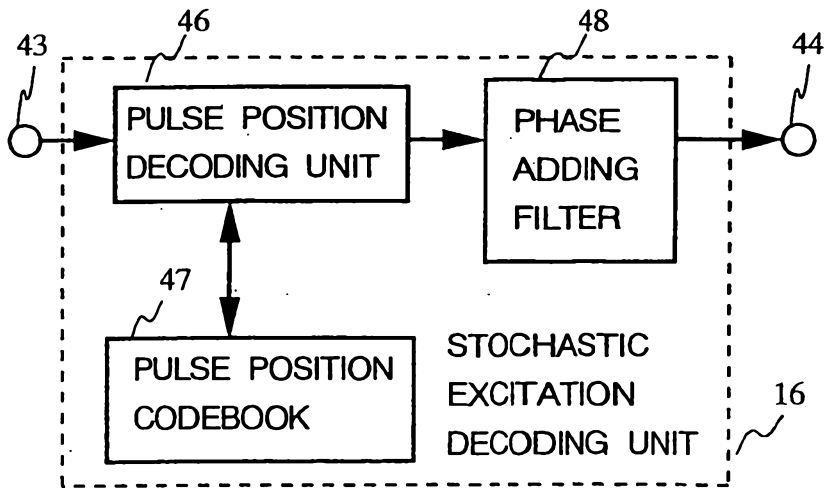 46
48
43
44
PULSE POSITION
DECODING UNIT
PHASE
ADDING
FILTER
47
PULSE POSITION
CODEBOOK
STOCHASTIC
EXCITATION
DECODING UNIT
16